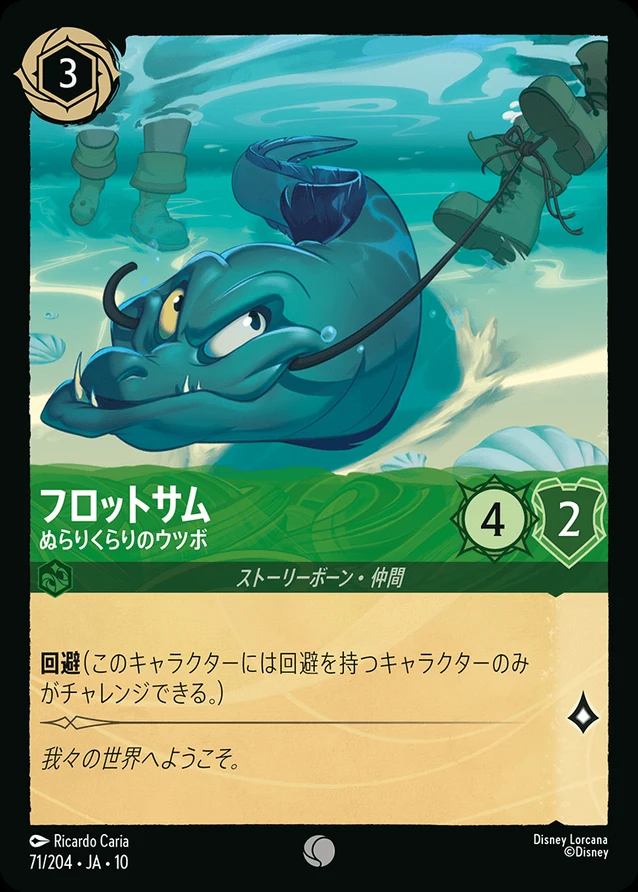 3
フロットサム
ぬらりくらりのウツボ
4
2
ストーリーボーン・仲間
回避(このキャラクターには回避を持つキャラクターのみ
がチャレンジできる。)
我々の世界へようこそ。
Ricardo Caria
71/204 • JA • 10
Disney Lorcana
©Disney